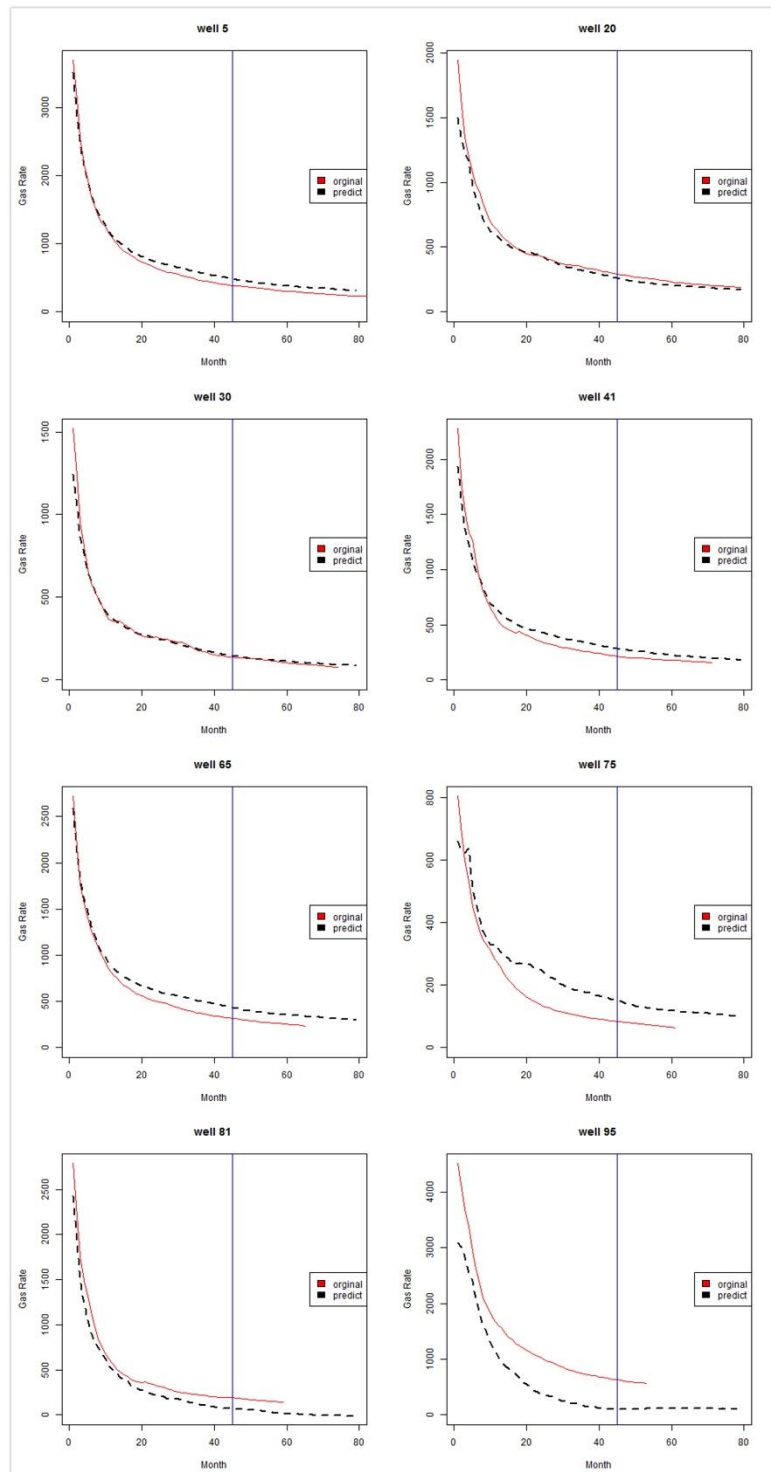 well 5
Gas Rate
0 1000 2000 3000
orginal
predict
0 20 40 60 80
Month
well 20
Gas Rate
0 500 1000 1500 2000
orginal
predict
0 20 40 60 80
Month
well 30
Gas Rate
0 500 1000 1500
orginal
predict
0 20 40 60 80
Month
well 41
Gas Rate
0 500 1000 1500 2000
orginal
predict
0 20 40 60 80
Month
well 65
Gas Rate
0 500 1000 1500 2000 2500
orginal
predict
0 20 40 60 80
Month
well 75
Gas Rate
0 200 400 600 800
orginal
predict
0 20 40 60 80
Month
well 81
Gas Rate
0 500 1000 1500 2000 2500
orginal
predict
0 20 40 60 80
Month
well 95
Gas Rate
0 1000 2000 3000 4000
orginal
predict
0 20 40 60 80
Month